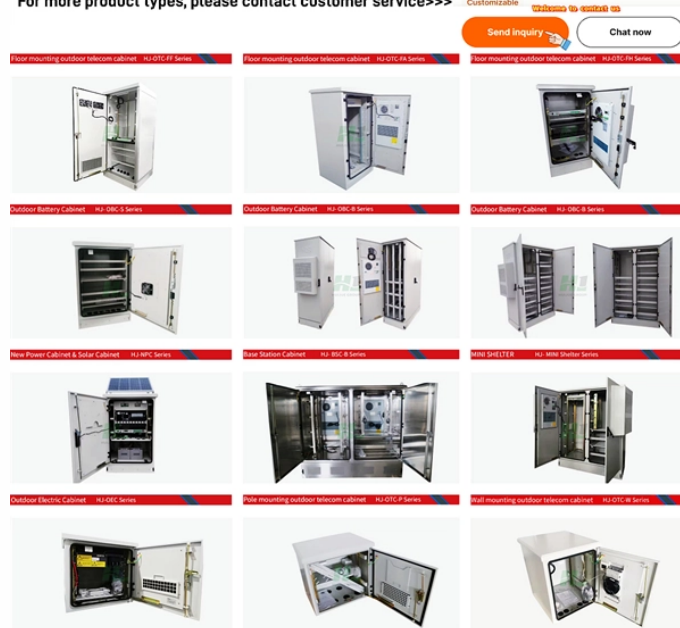 For more product types, please contact customer service>>>
Customizable
Welcome to contact us
Send inquiry
Chat now
Floor mounting outdoor telecom cabinet HJ-OTC-FF Series
Floor mounting outdoor telecom cabinet HJ-OTC-FA Series
Floor mounting outdoor telecom cabinet HJ-OTC-FH Series
Outdoor Battery Cabinet HJ-OBC-S Series
Outdoor Battery Cabinet HJ-OBC-B Series
Outdoor Battery Cabinet HJ-OBC-B Series
New Power Cabinet & Solar Cabinet HJ-NPC Series
Base Station Cabinet HJ-BSC-B Series
MINI SHELTER HJ-MINI Shelter Series
Outdoor Electric Cabinet HJ-OEC Series
Pole mounting outdoor telecom cabinet HJ-OTC-P Series
Wall mounting outdoor telecom cabinet HJ-OTC-W Series